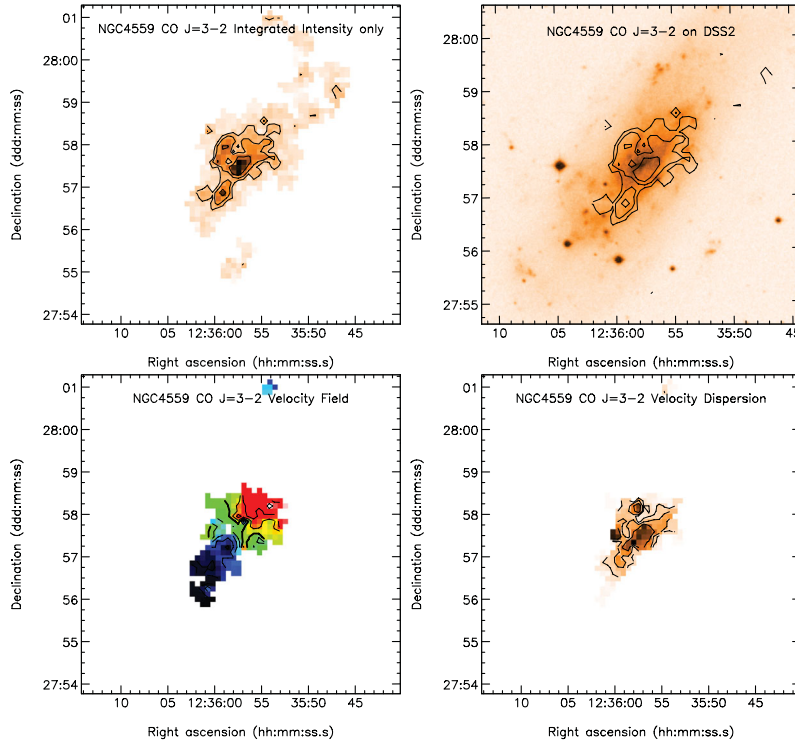 NGC4559 CO J=3-2 Integrated Intensity only
01
28:00
59
58
57
56
55
27:54
Declination (ddd:mm:ss)
10 05 12:36:00 55 35:50 45
Right ascension (hh:mm:ss.s)
NGC4559 CO J=3-2 on DSS2
28:00
59
58
57
56
27:55
Declination (ddd:mm:ss)
10 05 12:36:00 55 35:50
Right ascension (hh:mm:ss.s)
NGC4559 CO J=3-2 Velocity Field
01
28:00
59
58
57
56
55
27:54
Declination (ddd:mm:ss)
10 05 12:36:00 55 35:50 45
Right ascension (hh:mm:ss.s)
NGC4559 CO J=3-2 Velocity Dispersion
01
28:00
59
58
57
56
55
27:54
Declination (ddd:mm:ss)
10 05 12:36:00 55 35:50 45
Right ascension (hh:mm:ss.s)